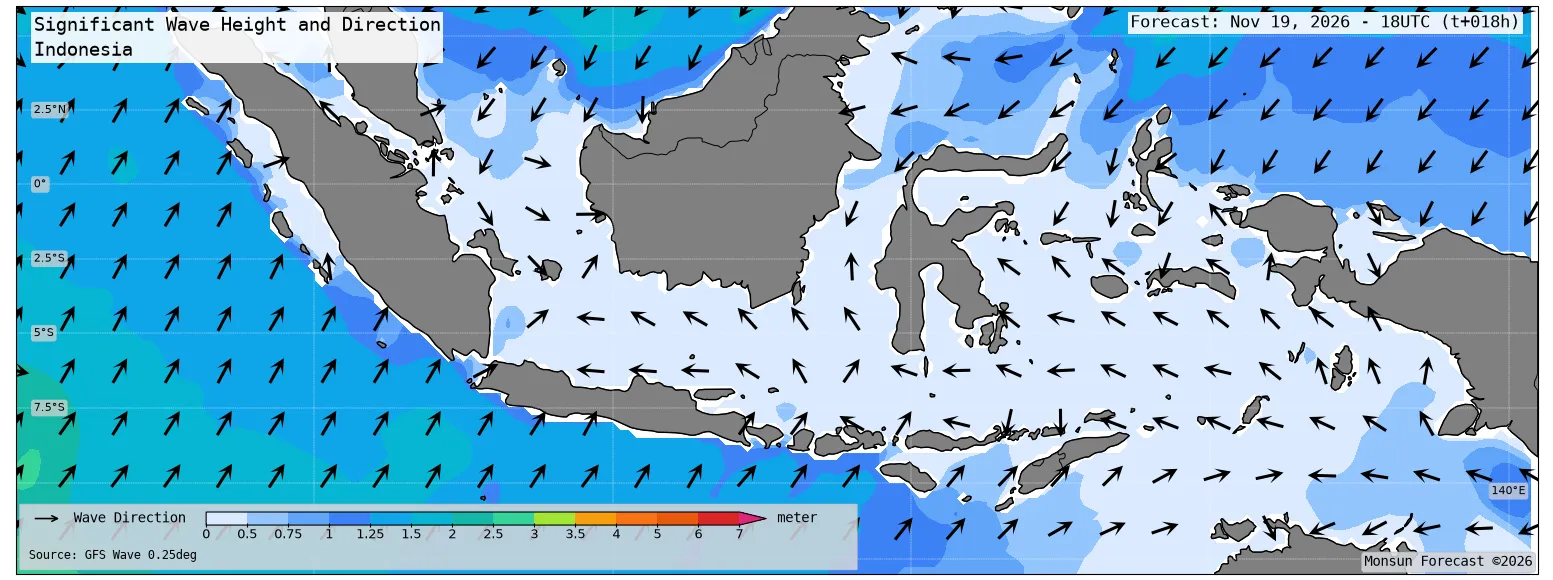 Significant Wave Height and Direction
Indonesia
Forecast: Nov 19, 2026 - 18UTC (t+018h)
2.5°N
0°
2.5°S
5°S
7.5°S
140°E
Wave Direction
meter
0 0.5 0.75 1 1.25 1.5 2 2.5 3 3.5 4 5 6 7
Source: GFS Wave 0.25deg
Monsun Forecast ©2026